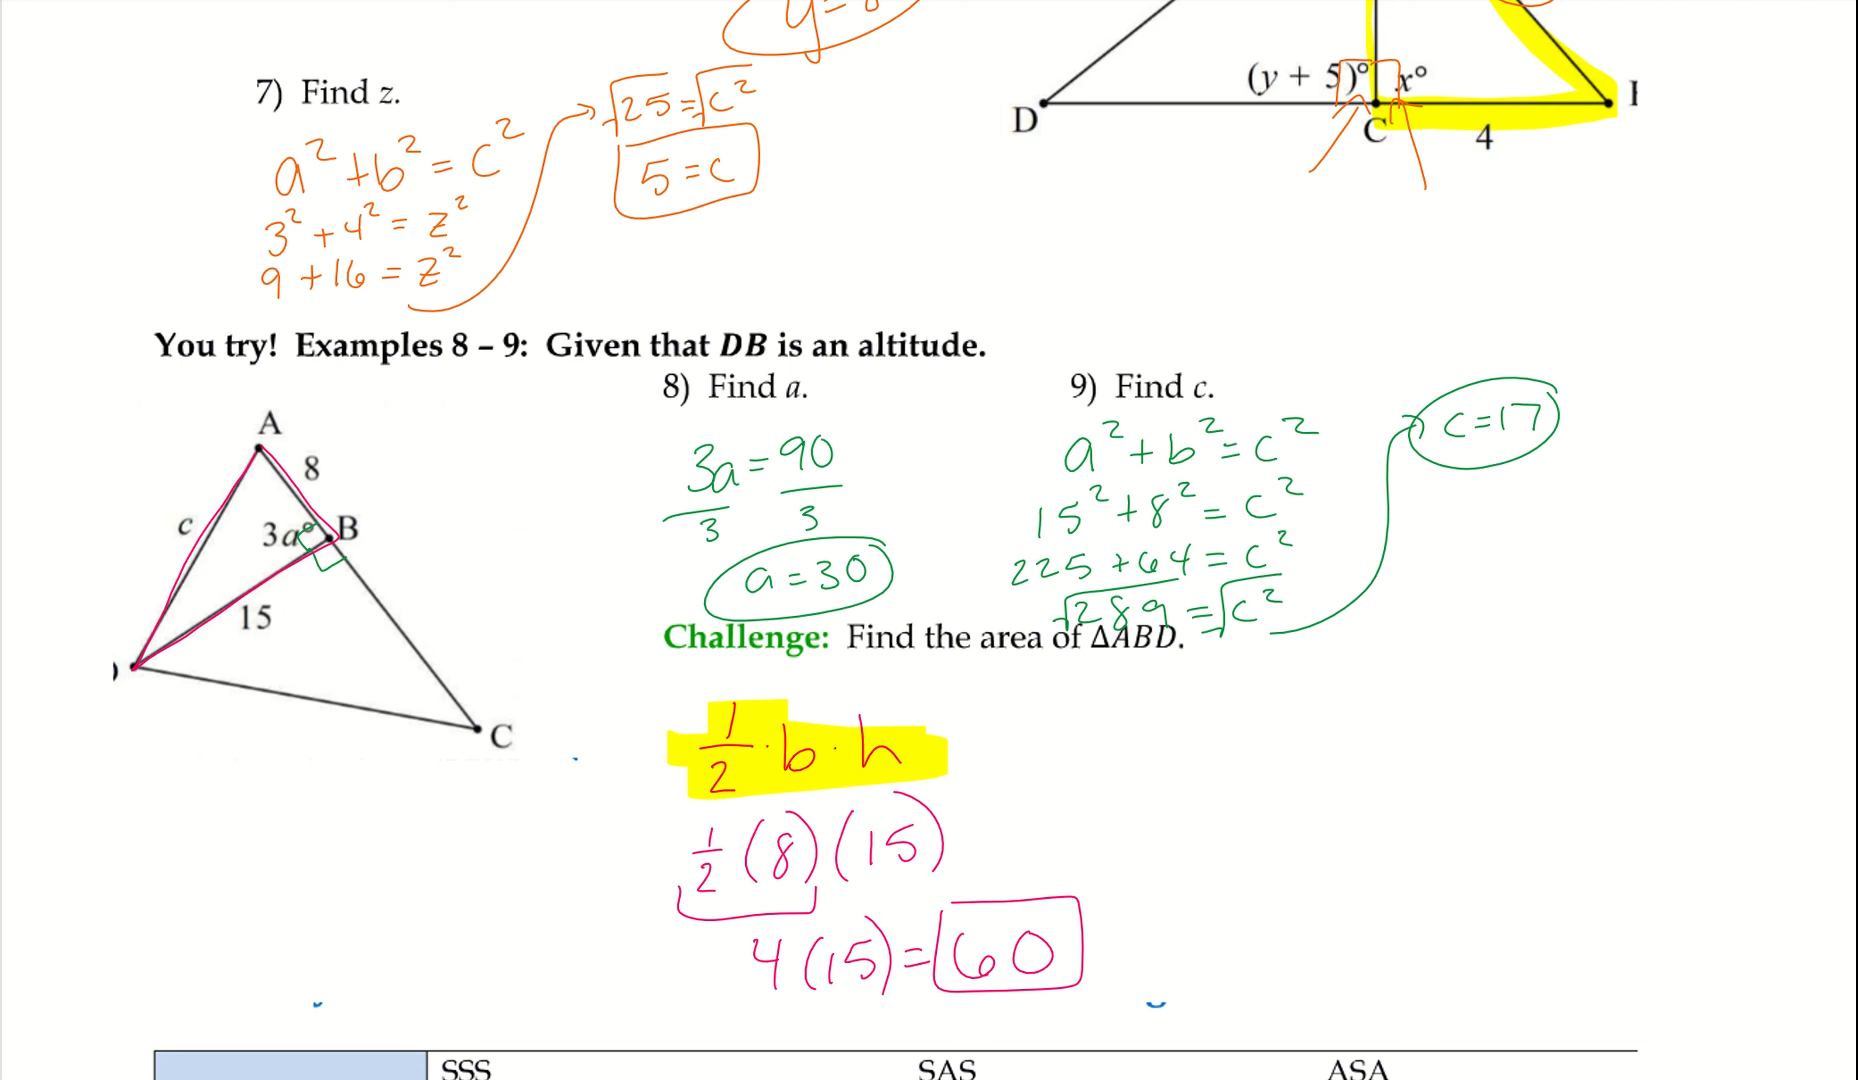 7) Find z.
a² + b² = c²
3² + 4² = z²
9 + 16 = z²
√25 = √c²
5 = c
D
(y + 5)°
x°
C
4
You try! Examples 8 – 9: Given that DB is an altitude.
8) Find a.
3a = 90
3 3
a = 30
9) Find c.
a² + b² = c²
15² + 8² = c²
225 + 64 = c²
√289 = √c²
c = 17
A
8
c
3a°
B
15
C
Challenge: Find the area of ΔABD.
1/2 · b · h
1/2 (8)(15)
4(15) = 60
SSS SAS ASA